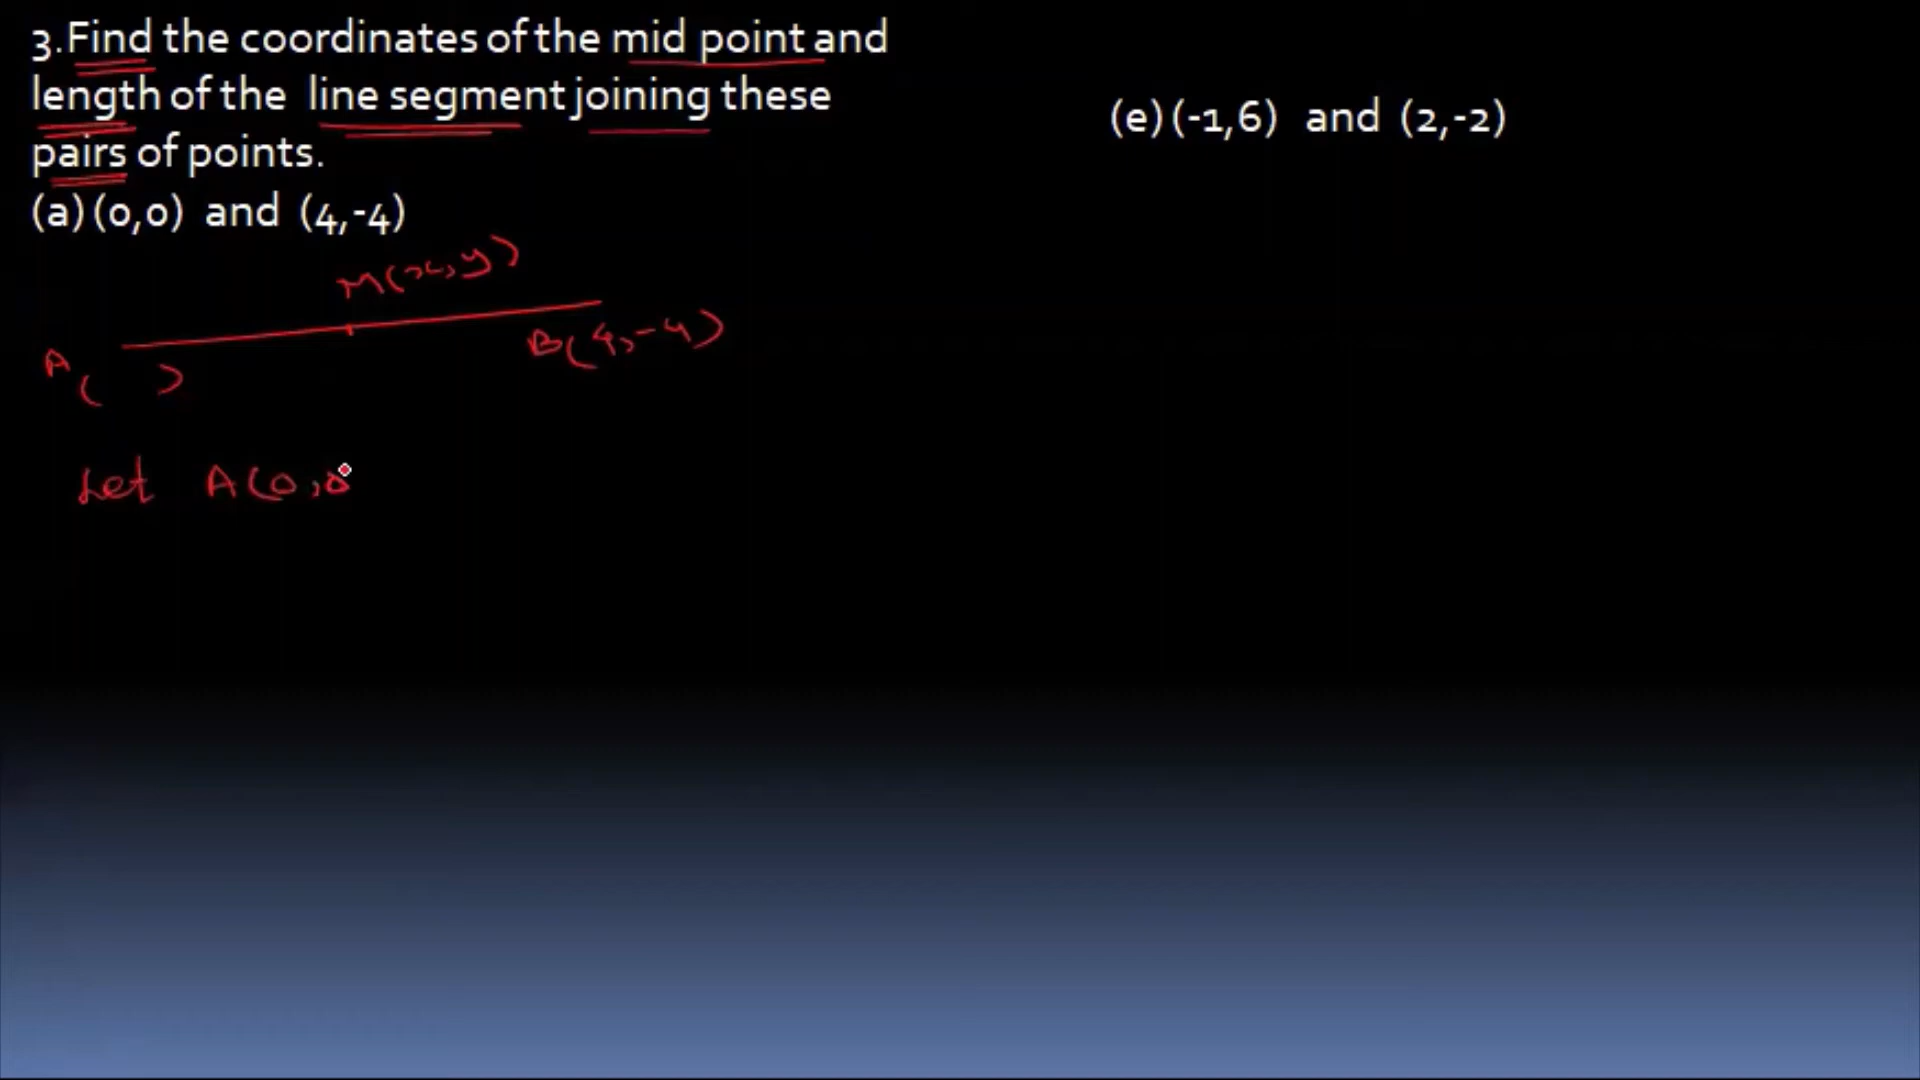 3.Find the coordinates of the mid point and
length of the line segment joining these
pairs of points.
(a)(0,0) and (4,-4)
M(x,y)
A( )
B(4,-4)
Let A(0,0
(e)(-1,6) and (2,-2)